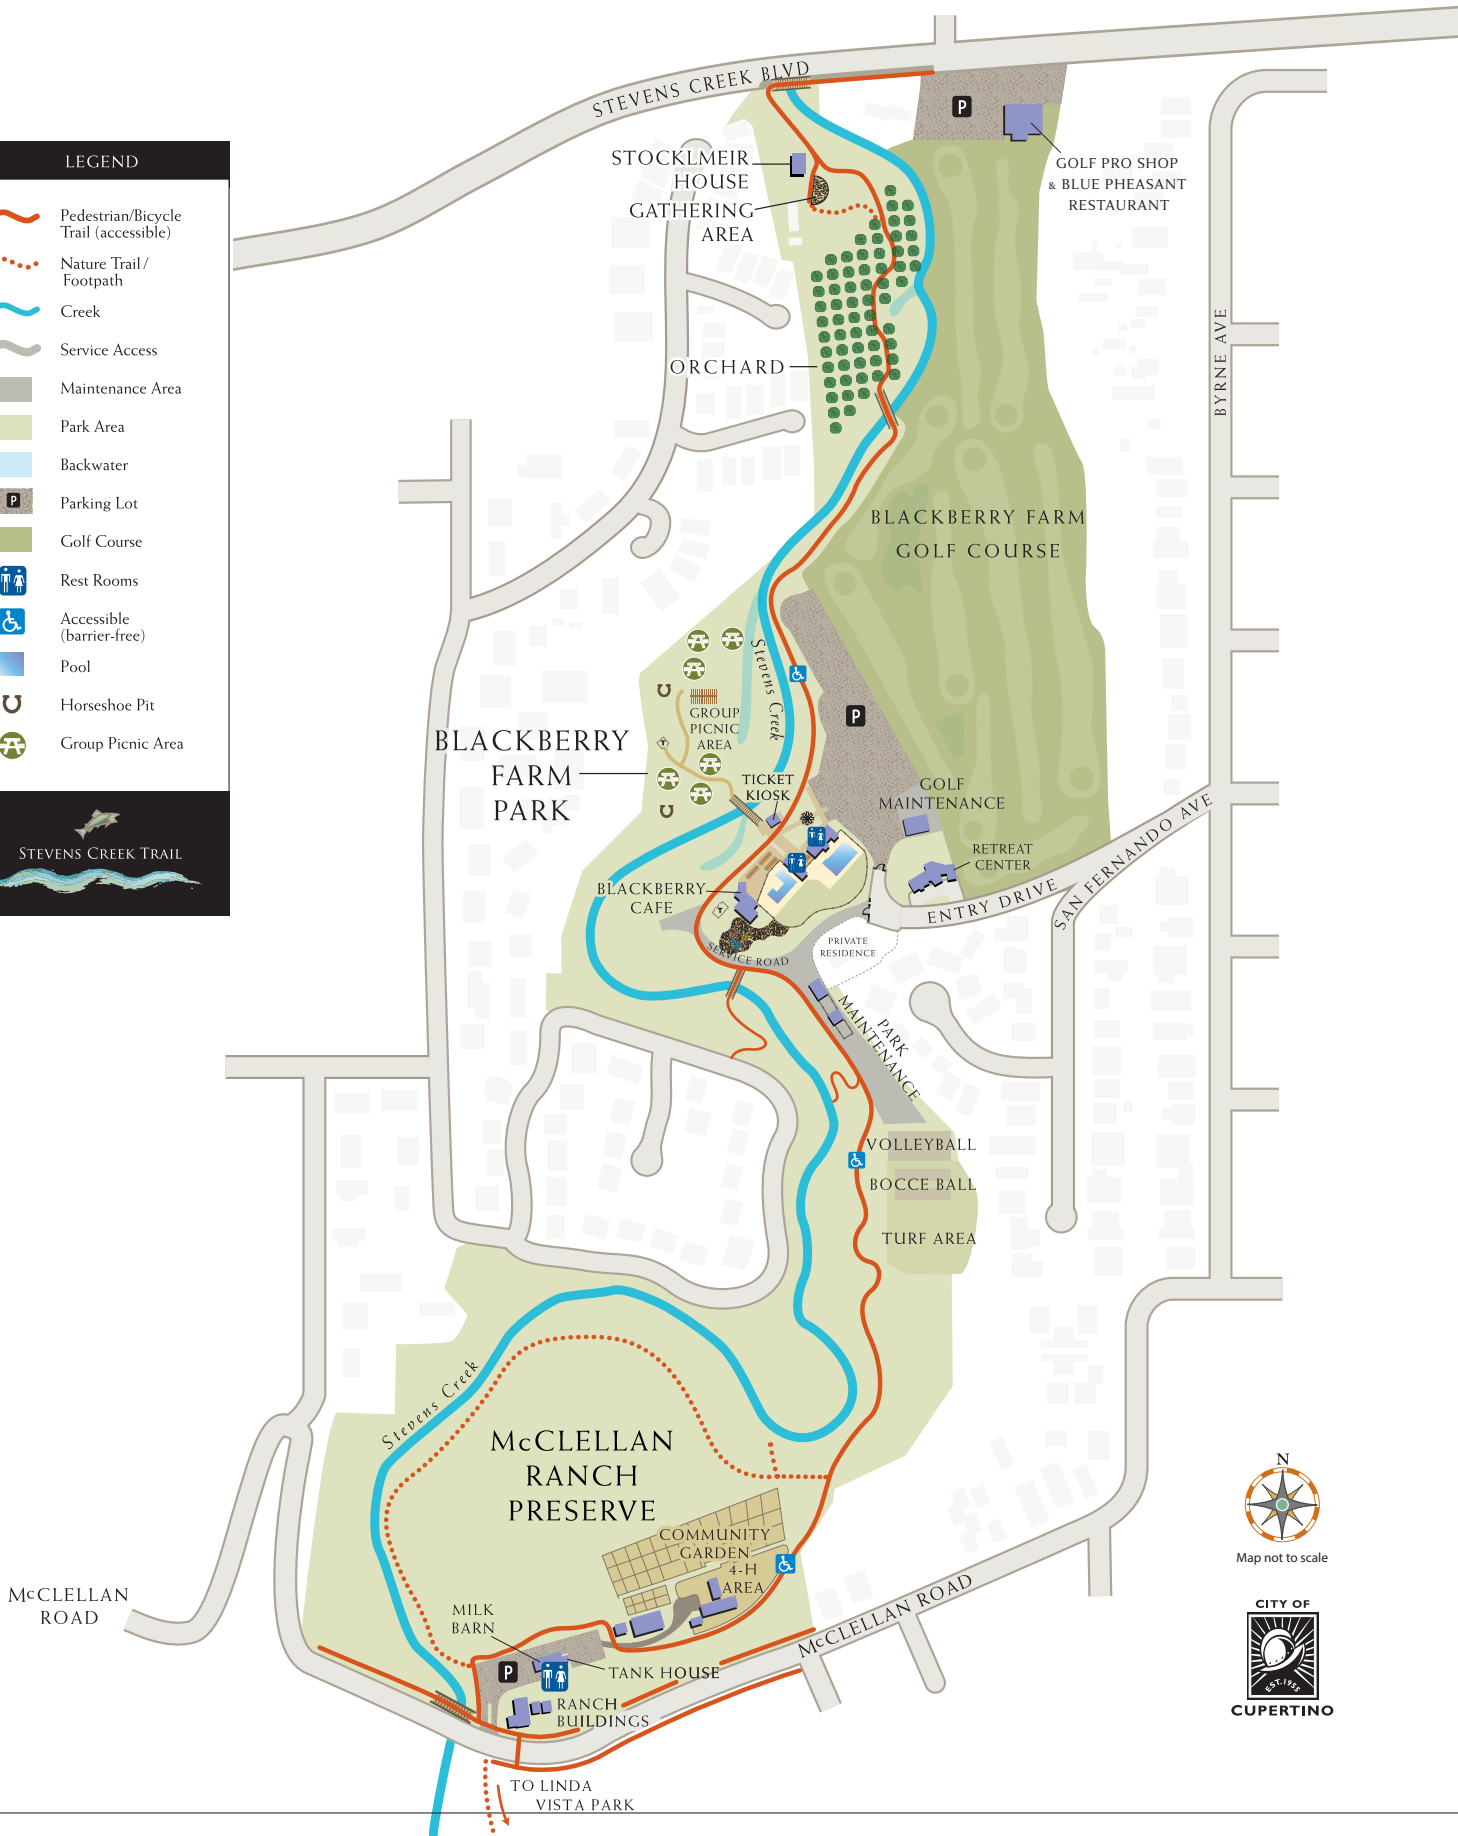 STEVENS CREEK BLVD
P
STOCKLMEIR
HOUSE
GATHERING
AREA
GOLF PRO SHOP
& BLUE PHEASANT
RESTAURANT
LEGEND
Pedestrian/Bicycle
Trail (accessible)
Nature Trail /
Footpath
Creek
Service Access
Maintenance Area
Park Area
Backwater
P
Parking Lot
Golf Course
Rest Rooms
Accessible
(barrier-free)
Pool
Horseshoe Pit
Group Picnic Area
STEVENS CREEK TRAIL
ORCHARD
BYRNE AVE
BLACKBERRY FARM
GOLF COURSE
Stevens Creek
GROUP
PICNIC
AREA
P
BLACKBERRY
FARM
PARK
TICKET
KIOSK
GOLF
MAINTENANCE
RETREAT
CENTER
BLACKBERRY
CAFE
ENTRY DRIVE
SAN FERNANDO AVE
PRIVATE
RESIDENCE
SERVICE ROAD
PARK
MAINTENANCE
VOLLEYBALL
BOCCE BALL
TURF AREA
Stevens Creek
McCLELLAN
RANCH
PRESERVE
COMMUNITY
GARDEN
4-H
AREA
N
Map not to scale
McCLELLAN
ROAD
MILK
BARN
McCLELLAN ROAD
P
TANK HOUSE
RANCH
BUILDINGS
CITY OF
EST. 1955
CUPERTINO
TO LINDA
VISTA PARK